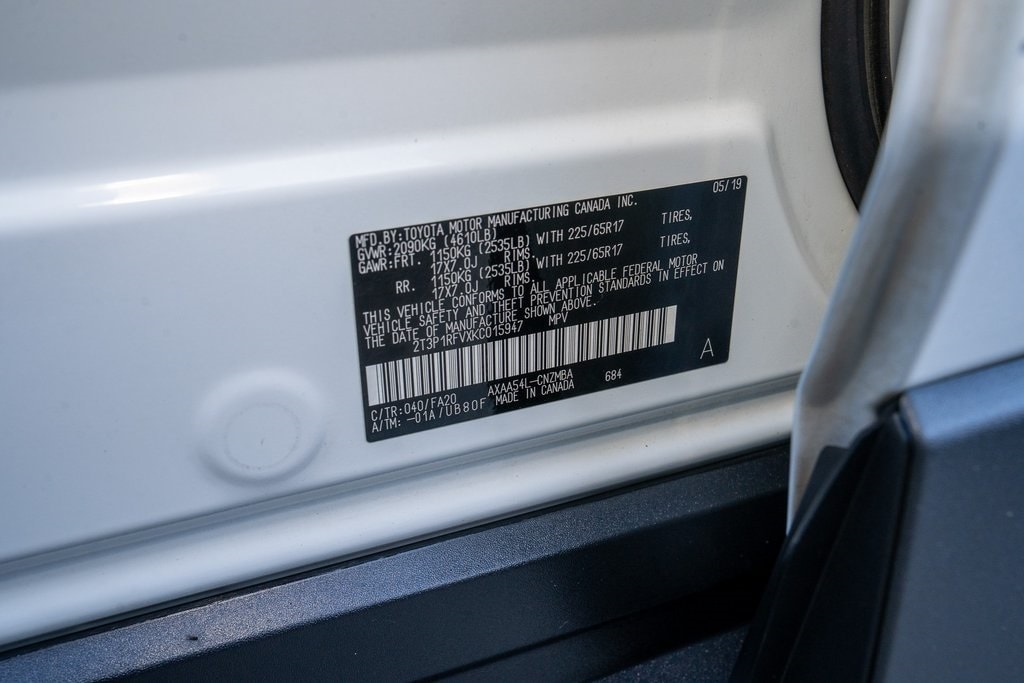 05/19
MFD.BY:TOYOTA MOTOR MANUFACTURING CANADA INC.
GVWR:2090KG (4610LB)
GAWR:FRT. 1150KG (2535LB) WITH 225/65R17 TIRES,
17X7.0J RIMS.
RR. 1150KG (2535LB) WITH 225/65R17 TIRES,
17X7.0J RIMS.
THIS VEHICLE CONFORMS TO ALL APPLICABLE FEDERAL MOTOR
VEHICLE SAFETY AND THEFT PREVENTION STANDARDS IN EFFECT ON
THE DATE OF MANUFACTURE SHOWN ABOVE.
2T3P1RFVXKC015947 MPV
A
AXAA54L-CNZMBA 684
C/TR:040/FA20 MADE IN CANADA
A/TM: -01A/UB80F